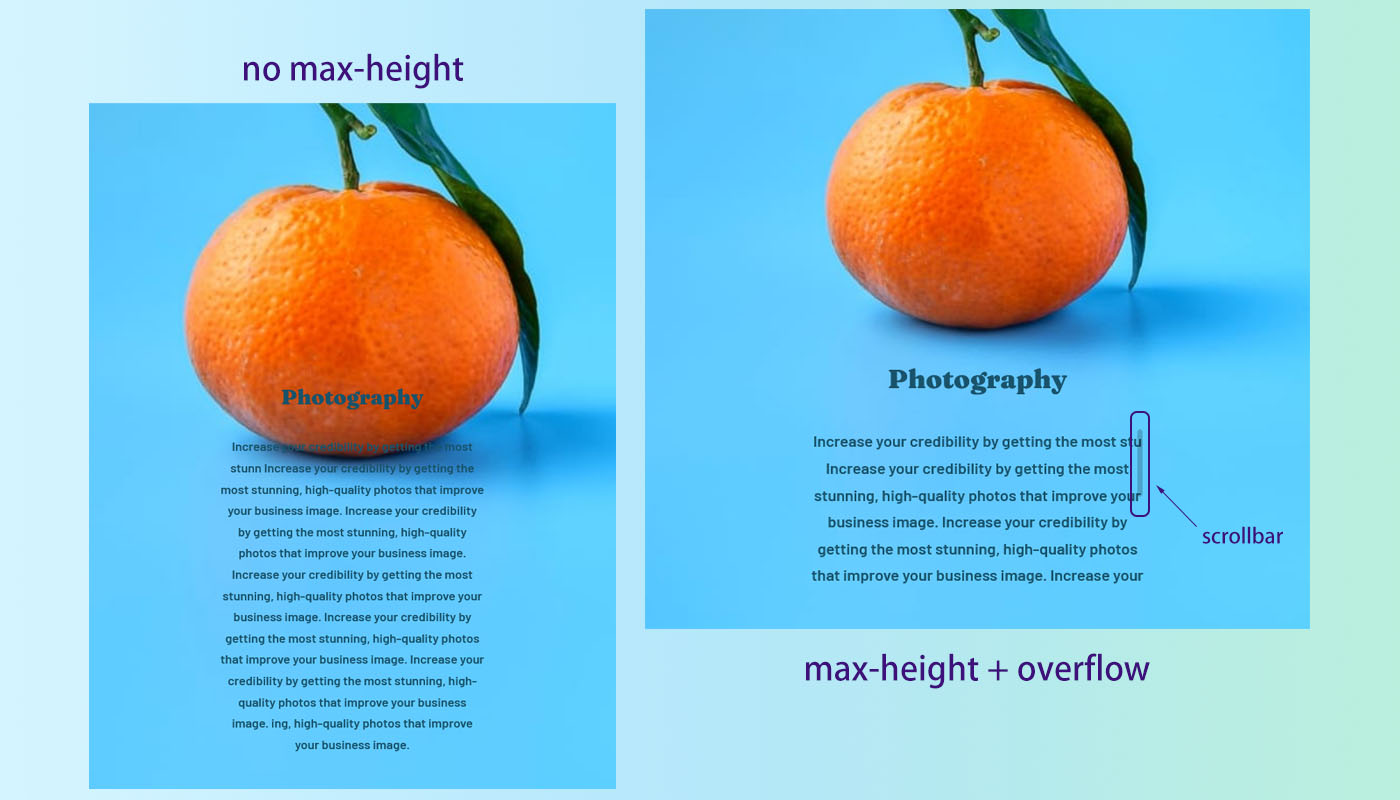 no max-height
Photography
Increase your credibility by getting the most
stunn Increase your credibility by getting the
most stunning, high-quality photos that improve
your business image. Increase your credibility
by getting the most stunning, high-quality
photos that improve your business image.
Increase your credibility by getting the most
stunning, high-quality photos that improve your
business image. Increase your credibility by
getting the most stunning, high-quality photos
that improve your business image. Increase your
credibility by getting the most stunning, high-
quality photos that improve your business
image. ing, high-quality photos that improve
your business image.
Photography
Increase your credibility by getting the most stu
Increase your credibility by getting the most
stunning, high-quality photos that improve your
business image. Increase your credibility by
getting the most stunning, high-quality photos
that improve your business image. Increase your
scrollbar
max-height + overflow